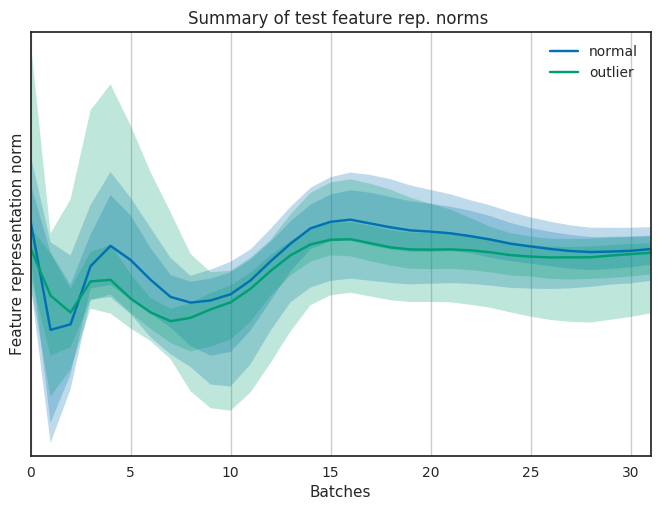 Summary of test feature rep. norms
normal
outlier
Feature representation norm
0 5 10 15 20 25 30
Batches